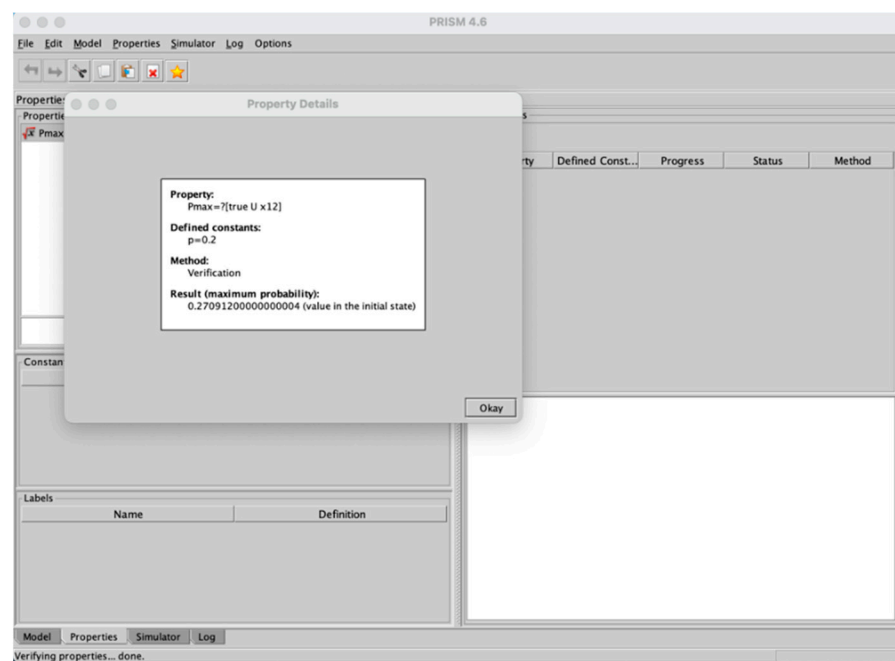 PRISM 4.6
File Edit Model Properties Simulator Log Options
Properties
Property Details
Pmax
Defined Const... Progress Status Method
Property:
Pmax=?[true U x12]
Defined constants:
p=0.2
Method:
Verification
Result (maximum probability):
0.27091200000000004 (value in the initial state)
Okay
Labels
Name Definition
Model Properties Simulator Log
Verifying properties... done.